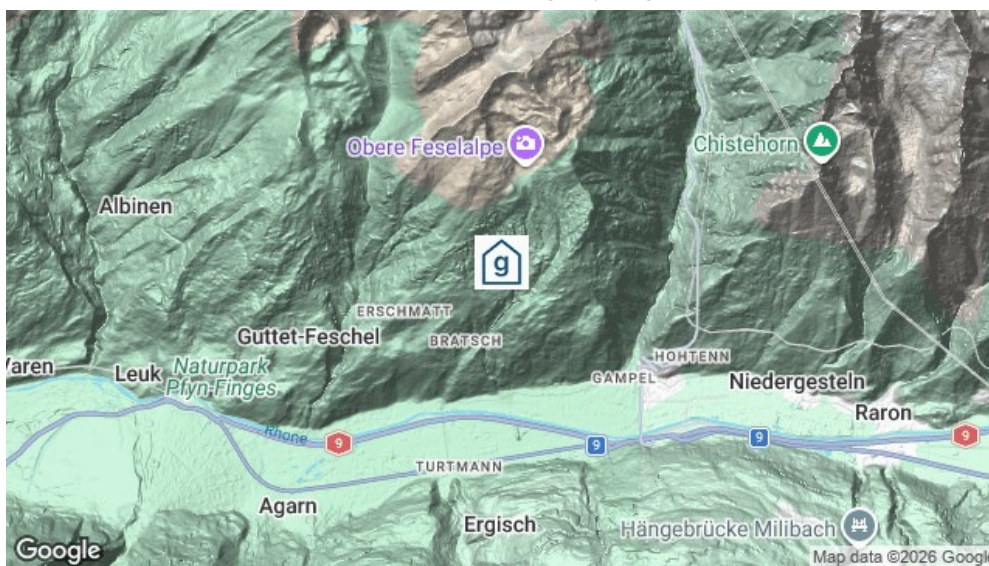 Obere Feselalpe
Chistehorn
Albinen
g
ERSCHMATT
Guttet-Feschel
BRATSCH
HOHTENN
Varen
Leuk
Naturpark
Pfyn-Finges
GAMPEL
Niedergesteln
Raron
Rhone
9
9
9
9
TURTMANN
Agarn
Ergisch
Hängebrücke Milibach
Google
Map data ©2026 Google